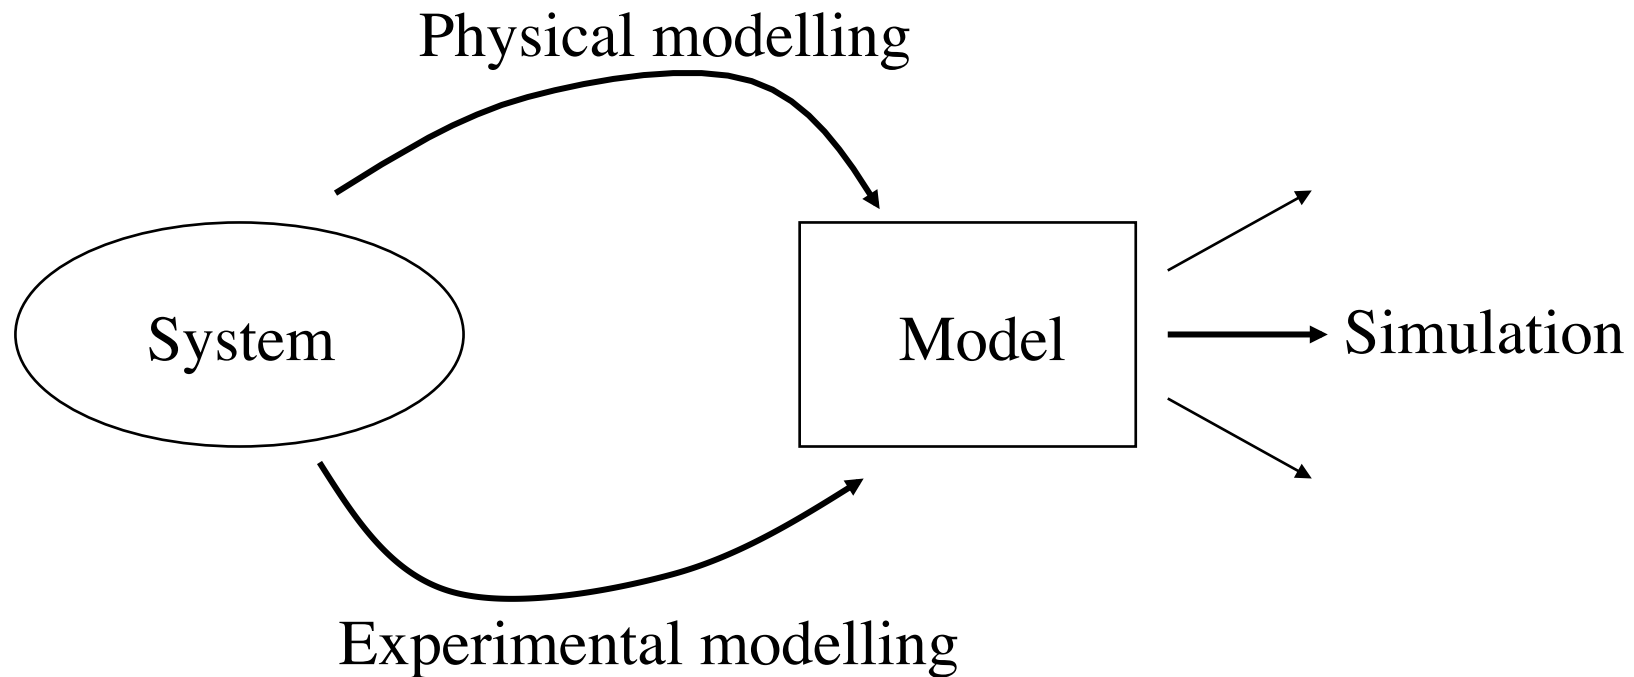 Physical modelling
System
Model
Simulation
Experimental modelling